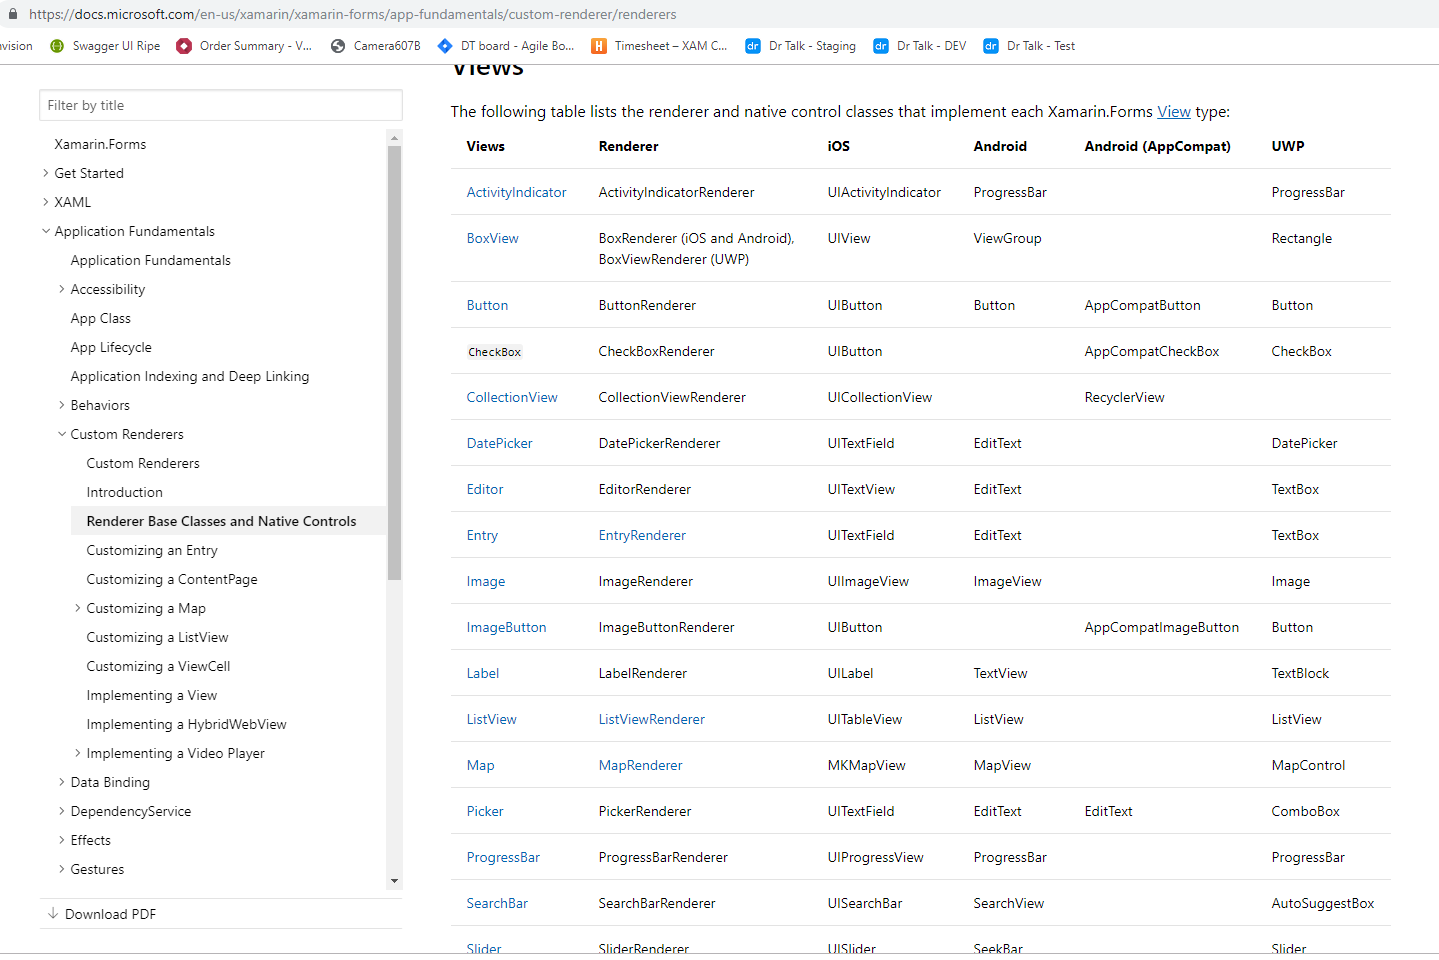 https://docs.microsoft.com/en-us/xamarin/xamarin-forms/app-fundamentals/custom-renderer/renderers
nvision Swagger UI Ripe Order Summary - V... Camera607B DT board - Agile Bo... H Timesheet – XAM C... dr Dr Talk - Staging dr Dr Talk - DEV dr Dr Talk - Test
Filter by title
Xamarin.Forms
Get Started
XAML
Application Fundamentals
Application Fundamentals
Accessibility
App Class
App Lifecycle
Application Indexing and Deep Linking
Behaviors
Custom Renderers
Custom Renderers
Introduction
Renderer Base Classes and Native Controls
Customizing an Entry
Customizing a ContentPage
Customizing a Map
Customizing a ListView
Customizing a ViewCell
Implementing a View
Implementing a HybridWebView
Implementing a Video Player
Data Binding
DependencyService
Effects
Gestures
Download PDF
Views
The following table lists the renderer and native control classes that implement each Xamarin.Forms View type:
Views Renderer iOS Android Android (AppCompat) UWP
ActivityIndicator ActivityIndicatorRenderer UIActivityIndicator ProgressBar ProgressBar
BoxView BoxRenderer (iOS and Android), UIView ViewGroup Rectangle
BoxViewRenderer (UWP)
Button ButtonRenderer UIButton Button AppCompatButton Button
CheckBox CheckBoxRenderer UIButton AppCompatCheckBox CheckBox
CollectionView CollectionViewRenderer UICollectionView RecyclerView
DatePicker DatePickerRenderer UITextField EditText DatePicker
Editor EditorRenderer UITextView EditText TextBox
Entry EntryRenderer UITextField EditText TextBox
Image ImageRenderer UIImageView ImageView Image
ImageButton ImageButtonRenderer UIButton AppCompatImageButton Button
Label LabelRenderer UILabel TextView TextBlock
ListView ListViewRenderer UITableView ListView ListView
Map MapRenderer MKMapView MapView MapControl
Picker PickerRenderer UITextField EditText EditText ComboBox
ProgressBar ProgressBarRenderer UIProgressView ProgressBar ProgressBar
SearchBar SearchBarRenderer UISearchBar SearchView AutoSuggestBox
Slider SliderRenderer UISlider SeekBar Slider